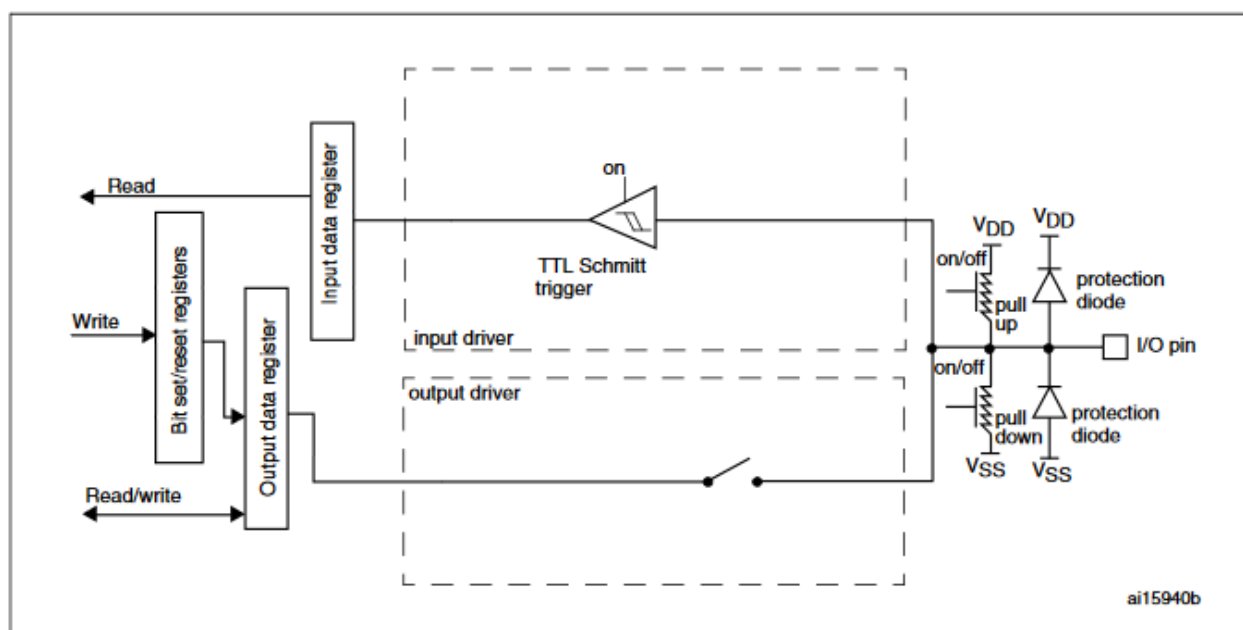 on
Read
Input data register
TTL Schmitt
trigger
input driver
Write
Bit set/reset registers
Output data register
Read/write
output driver
VDD
on/off
pull
up
VDD
protection
diode
I/O pin
on/off
pull
down
VSS
protection
diode
VSS
ai15940b